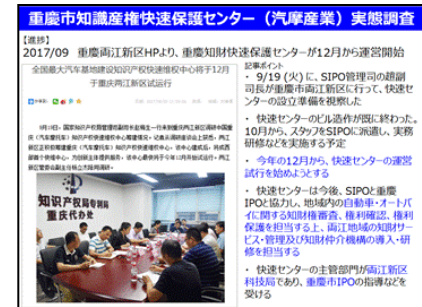 重慶市知識産権快速保護センター（汽摩産業）実態調査
【進捗】
2017/09　重慶両江新区HPより、重慶知財快速保護センターが12月から運営開始
全国最大汽车基地建设知识产权快速维权中心将于12月
于重庆两江新区试运行
知识产权局专利局
重庆代办处
記事ポイント
・ 9/19 (火) に、SIPO管理司の趙副
司長が重慶市両江新区に行って、快速セ
ンターの設立準備を視察した
・ 快速センターのビル造作が既に終わった。
10月から、スタッフをSIPOに派遣し、実務
研修などを実施する予定
・ 今年の12月から、快速センターの運営
試行を始めようとする
・ 快速センターは今後、SIPOと重慶
IPOと協力し、地域内の自動車・オートバ
イに関する知財権審査、権利確認、権利
保護を担当する上、両江地域の知財サー
ビス・管理及び知財仲介機構の導入・研
修を担当する
・ 快速センターの主管部門が両江新区
科技局であり、重慶市IPOの指導などを
受ける